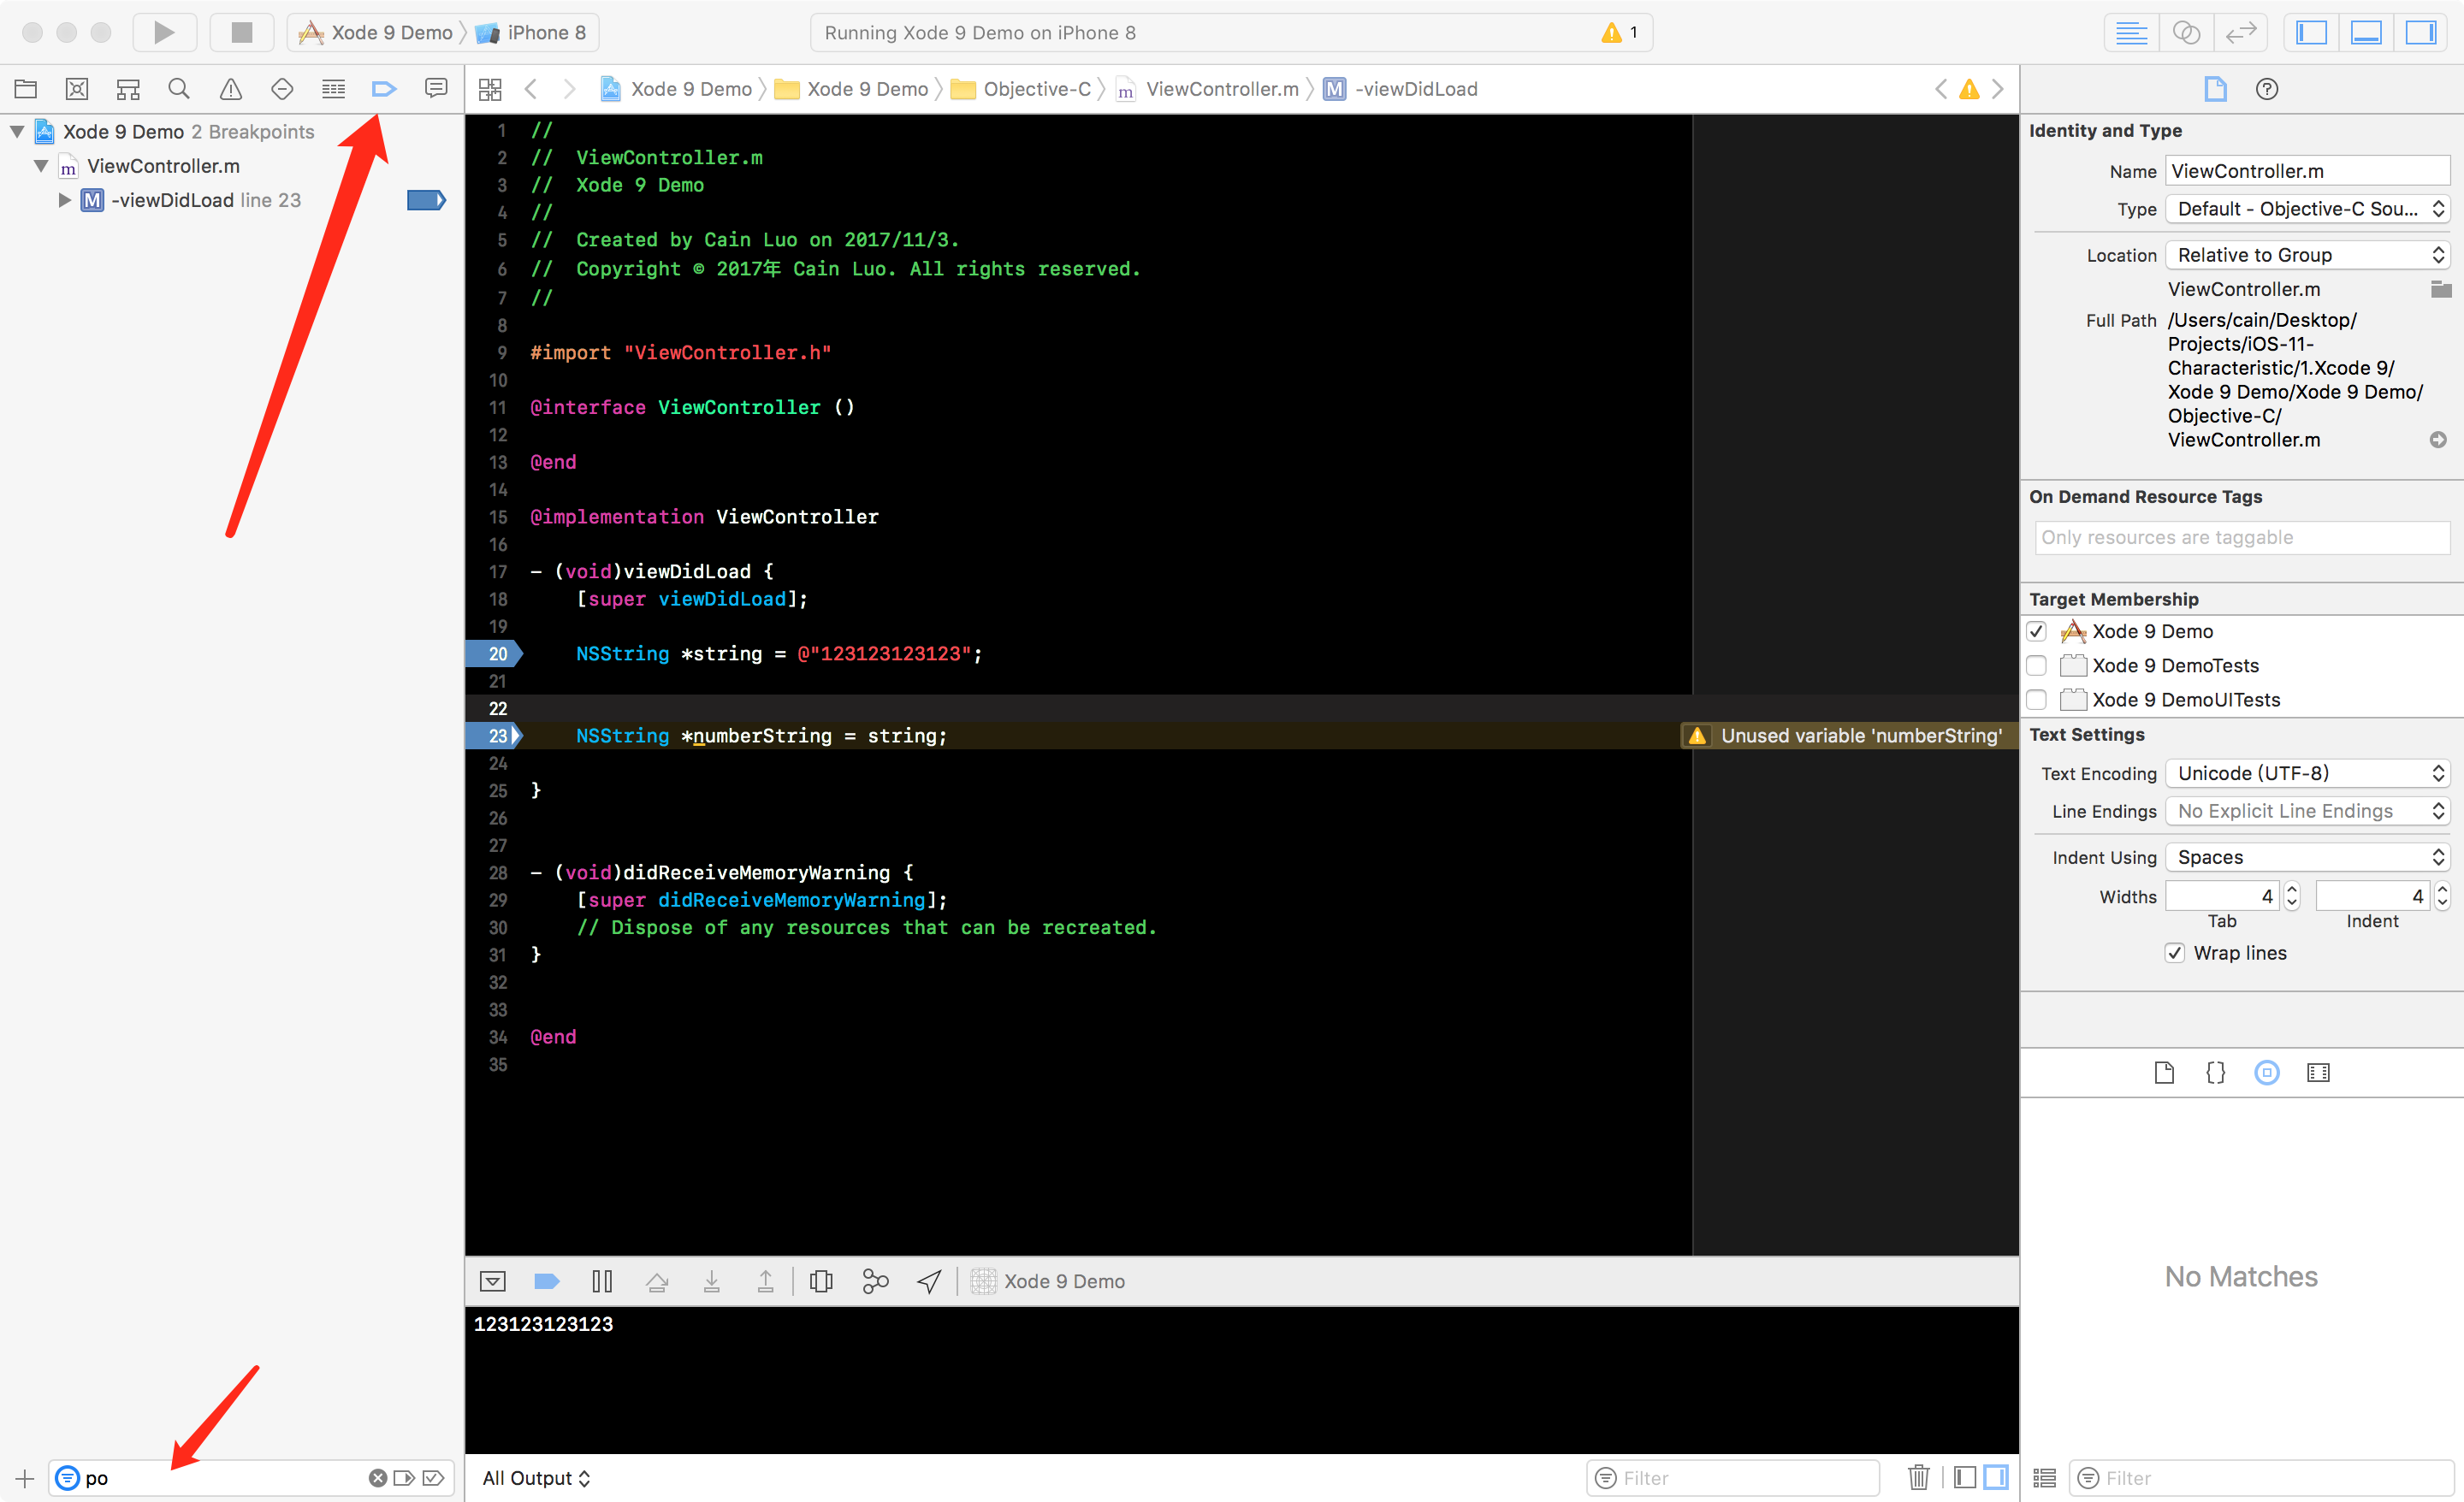 Xode 9 Demo iPhone 8
Running Xode 9 Demo on iPhone 8 1
Xode 9 Demo Xode 9 Demo Objective-C m ViewController.m M -viewDidLoad
Xode 9 Demo 2 Breakpoints
m ViewController.m
M -viewDidLoad line 23
1 //
2 //  ViewController.m
3 //  Xode 9 Demo
4 //
5 //  Created by Cain Luo on 2017/11/3.
6 //  Copyright © 2017年 Cain Luo. All rights reserved.
7 //
8
9 #import "ViewController.h"
10
11 @interface ViewController ()
12
13 @end
14
15 @implementation ViewController
16
17 - (void)viewDidLoad {
18     [super viewDidLoad];
19
20     NSString *string = @"123123123123";
21
22
23     NSString *numberString = string; Unused variable 'numberString'
24
25 }
26
27
28 - (void)didReceiveMemoryWarning {
29     [super didReceiveMemoryWarning];
30     // Dispose of any resources that can be recreated.
31 }
32
33
34 @end
35
Xode 9 Demo
123123123123
po
All Output
Filter
Identity and Type
Name ViewController.m
Type Default - Objective-C Sou...
Location Relative to Group
ViewController.m
Full Path /Users/cain/Desktop/
Projects/iOS-11-
Characteristic/1.Xcode 9/
Xode 9 Demo/Xode 9 Demo/
Objective-C/
ViewController.m
On Demand Resource Tags
Only resources are taggable
Target Membership
Xode 9 Demo
Xode 9 DemoTests
Xode 9 DemoUITests
Text Settings
Text Encoding Unicode (UTF-8)
Line Endings No Explicit Line Endings
Indent Using Spaces
Widths 4 4
Tab Indent
Wrap lines
{}
No Matches
Filter